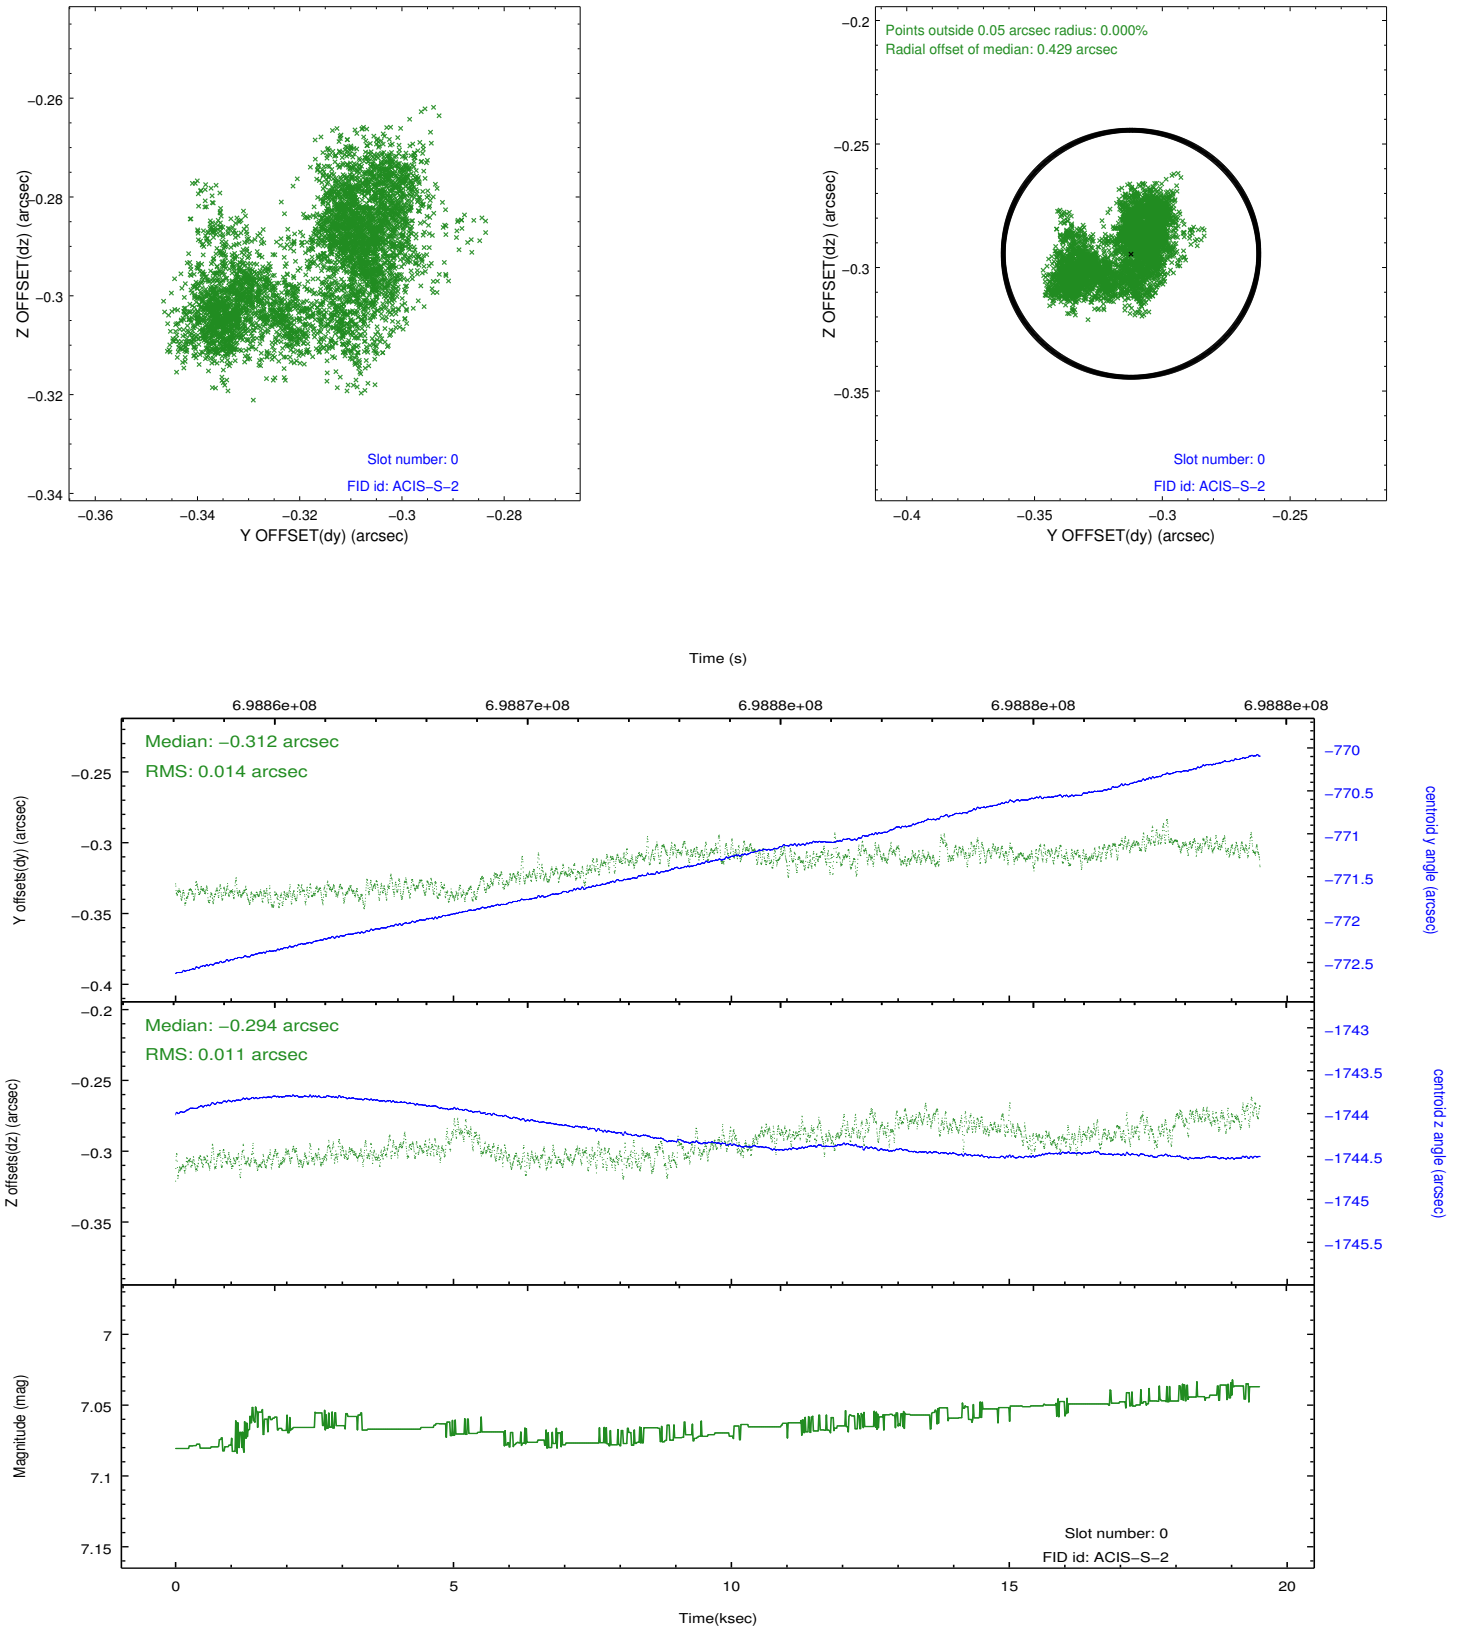 −0.26
−0.28
−0.3
−0.32
−0.34
Z OFFSET(dz) (arcsec)
Slot number: 0
FID id: ACIS−S−2
−0.36
−0.34
−0.32
−0.3
−0.28
Y OFFSET(dy) (arcsec)
Points outside 0.05 arcsec radius: 0.000%
Radial offset of median: 0.429 arcsec
−0.2
−0.25
−0.3
−0.35
Z OFFSET(dz) (arcsec)
Slot number: 0
FID id: ACIS−S−2
−0.4
−0.35
−0.3
−0.25
Y OFFSET(dy) (arcsec)
Time (s)
6.9886e+08
6.9887e+08
6.9888e+08
6.9888e+08
6.9888e+08
Median: −0.312 arcsec
RMS: 0.014 arcsec
−0.25
−0.3
−0.35
−0.4
Y offsets(dy) (arcsec)
−770
−770.5
−771
−771.5
−772
−772.5
centroid y angle (arcsec)
Median: −0.294 arcsec
RMS: 0.011 arcsec
−0.2
−0.25
−0.3
−0.35
Z offsets(dz) (arcsec)
−1743
−1743.5
−1744
−1744.5
−1745
−1745.5
centroid z angle (arcsec)
7
7.05
7.1
7.15
Magnitude (mag)
Slot number: 0
FID id: ACIS−S−2
0
5
10
15
20
Time(ksec)